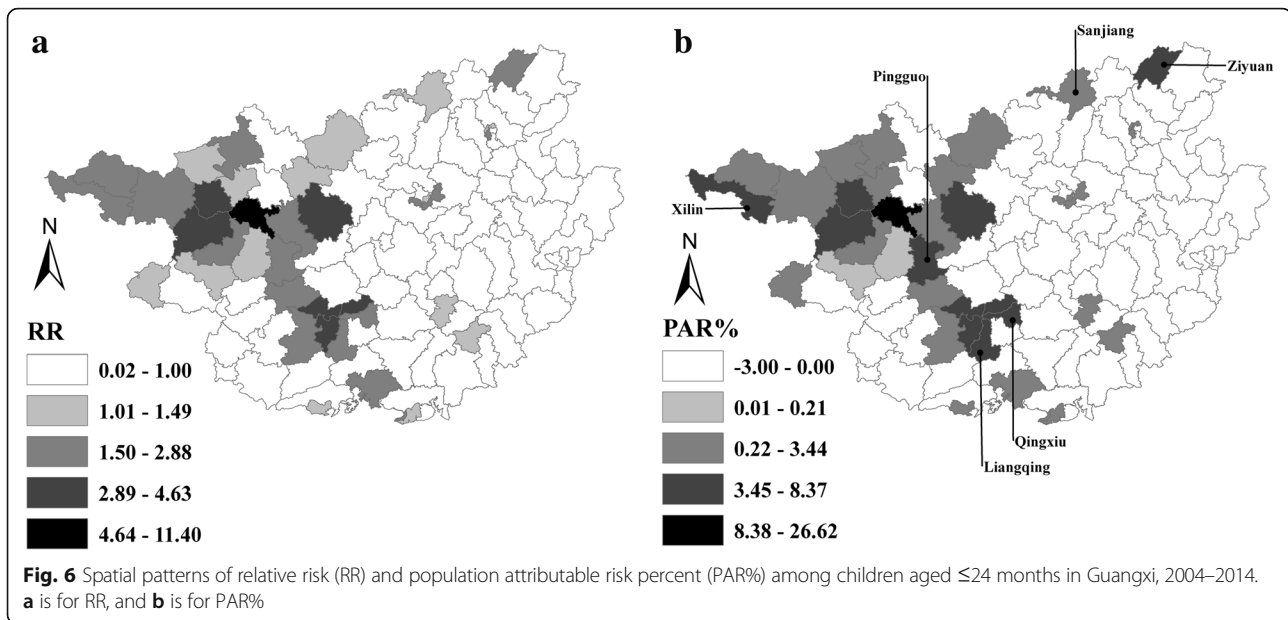 a
N
RR
0.02 - 1.00
1.01 - 1.49
1.50 - 2.88
2.89 - 4.63
4.64 - 11.40
b
Sanjiang
Ziyuan
Pingguo
Xilin
N
PAR%
-3.00 - 0.00
0.01 - 0.21
0.22 - 3.44
3.45 - 8.37
8.38 - 26.62
Qingxiu
Liangqing
Fig. 6 Spatial patterns of relative risk (RR) and population attributable risk percent (PAR%) among children aged ≤24 months in Guangxi, 2004–2014.
a is for RR, and b is for PAR%